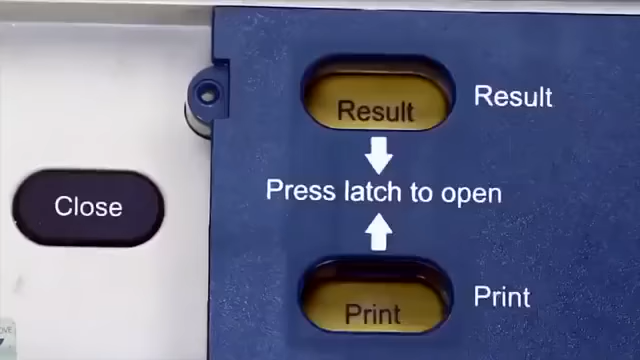 Result
Result
Press latch to open
Close
Print
Print